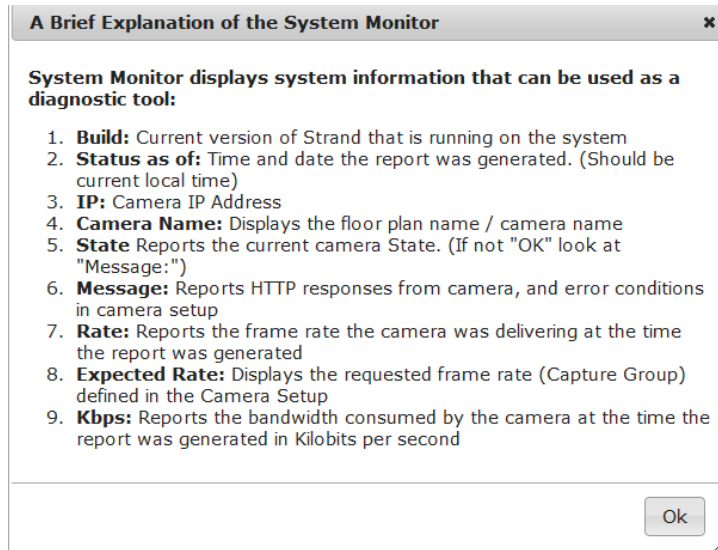 A Brief Explanation of the System Monitor
System Monitor displays system information that can be used as a
diagnostic tool:
1. Build: Current version of Strand that is running on the system
2. Status as of: Time and date the report was generated. (Should be
current local time)
3. IP: Camera IP Address
4. Camera Name: Displays the floor plan name / camera name
5. State Reports the current camera State. (If not "OK" look at
"Message:")
6. Message: Reports HTTP responses from camera, and error conditions
in camera setup
7. Rate: Reports the frame rate the camera was delivering at the time
the report was generated
8. Expected Rate: Displays the requested frame rate (Capture Group)
defined in the Camera Setup
9. Kbps: Reports the bandwidth consumed by the camera at the time the
report was generated in Kilobits per second
Ok